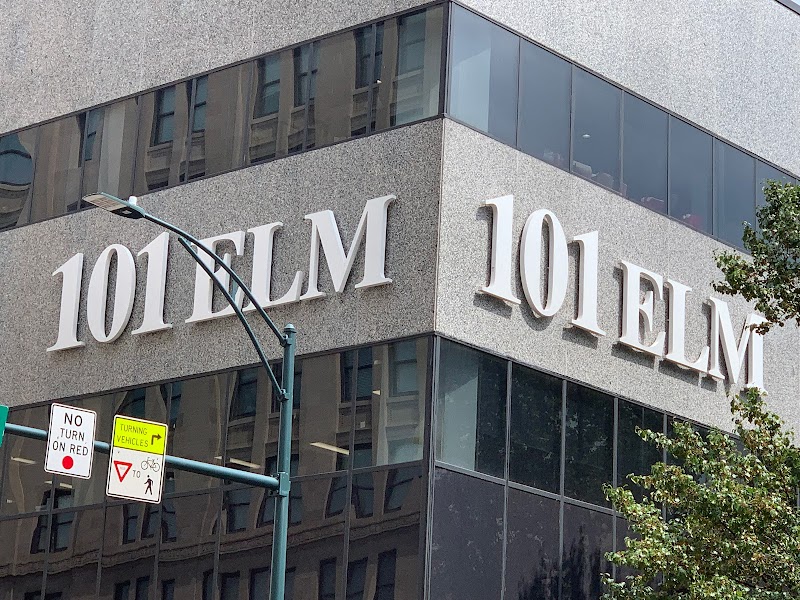 101 ELM
101 ELM
NO
TURN
ON RED
TURNING
VEHICLES
TO